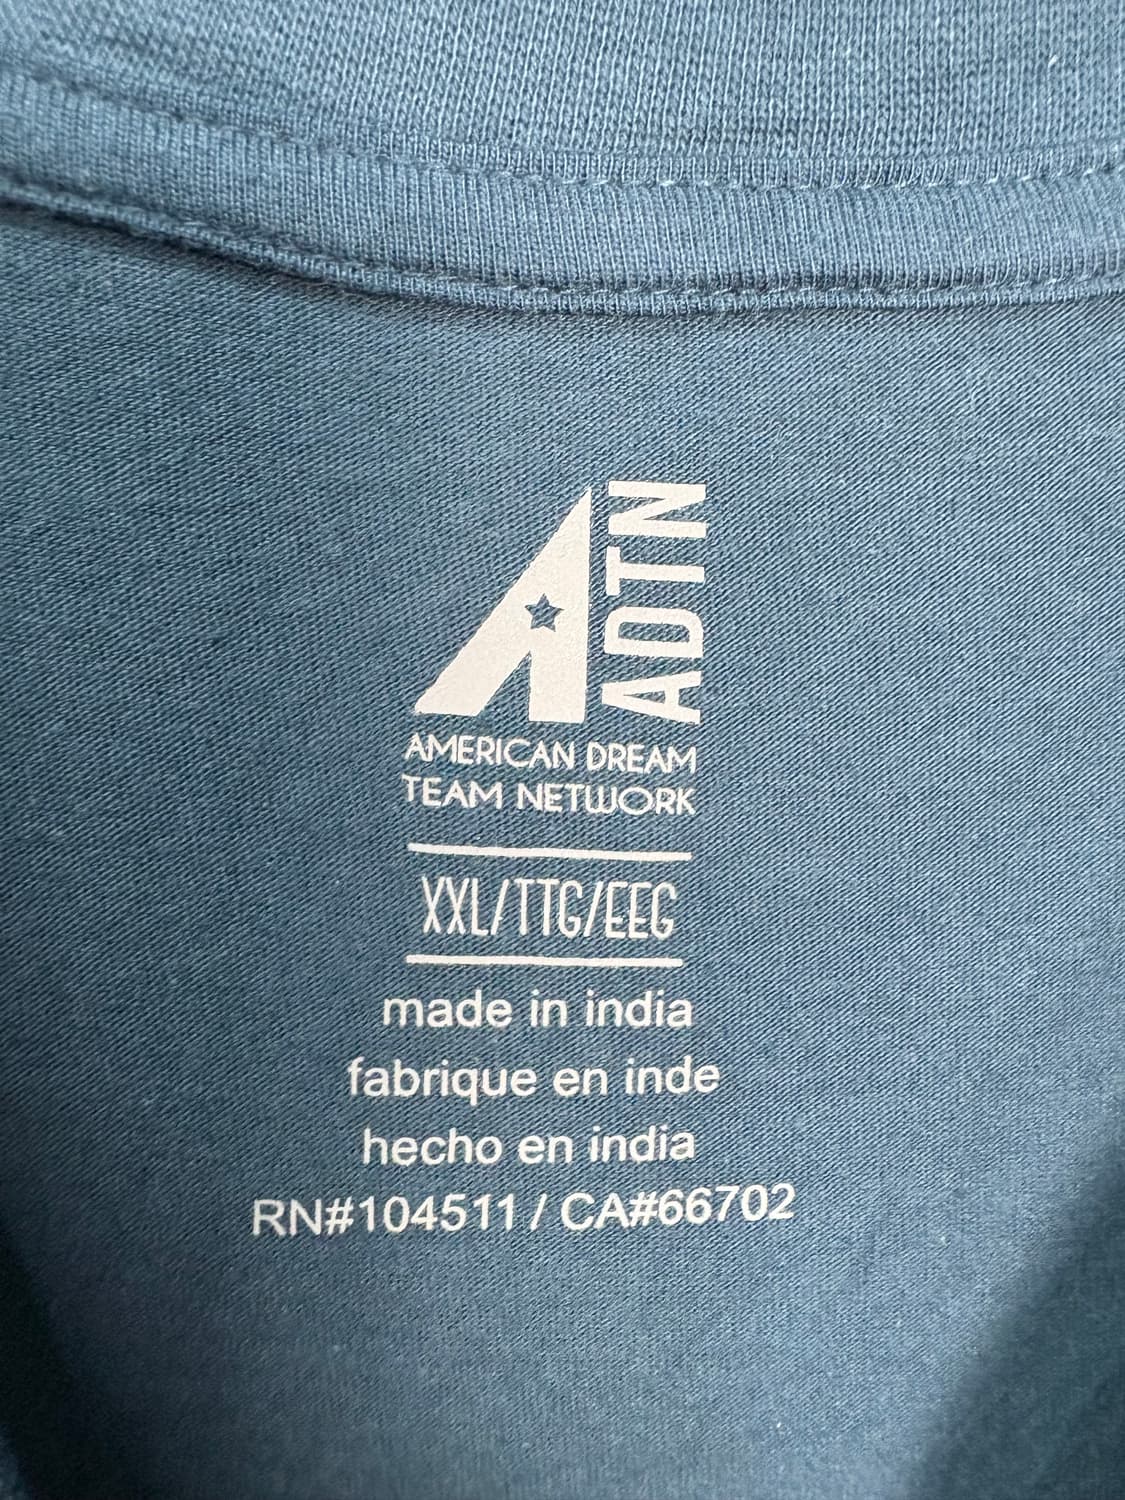 ADTN
AMERICAN DREAM
TEAM NETWORK
XXL/TTG/EEG
made in india
fabrique en inde
hecho en india
RN#104511 / CA#66702